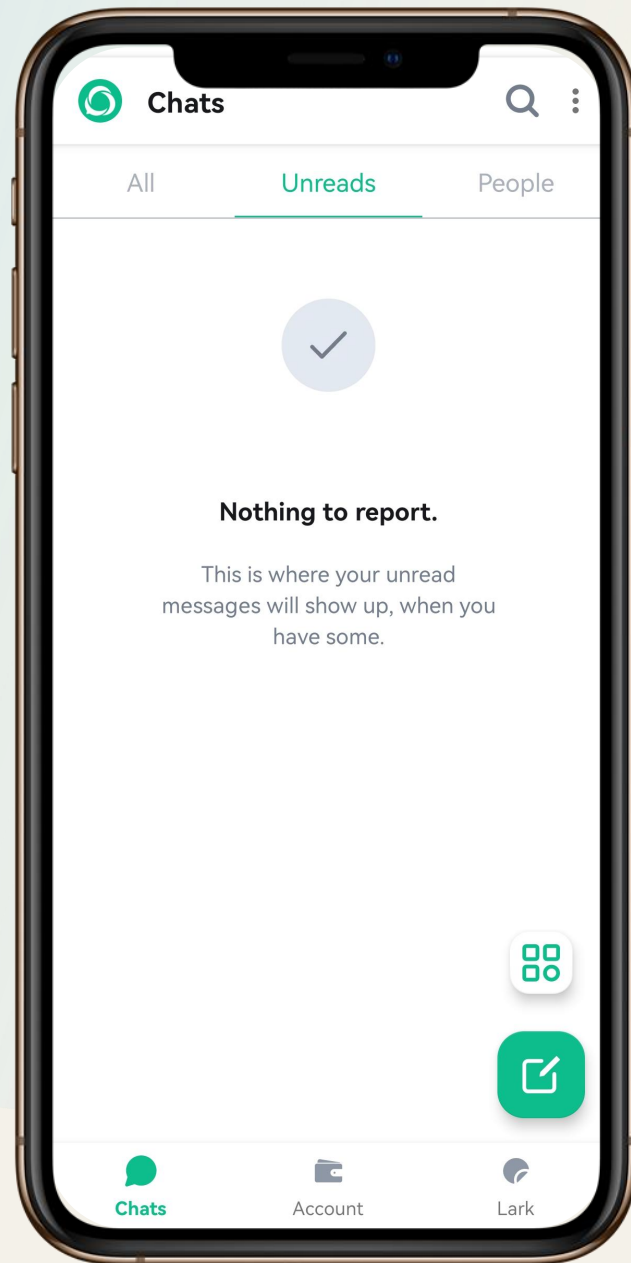 Chats
All
Unreads
People
Nothing to report.
This is where your unread
messages will show up, when you
have some.
Chats
Account
Lark